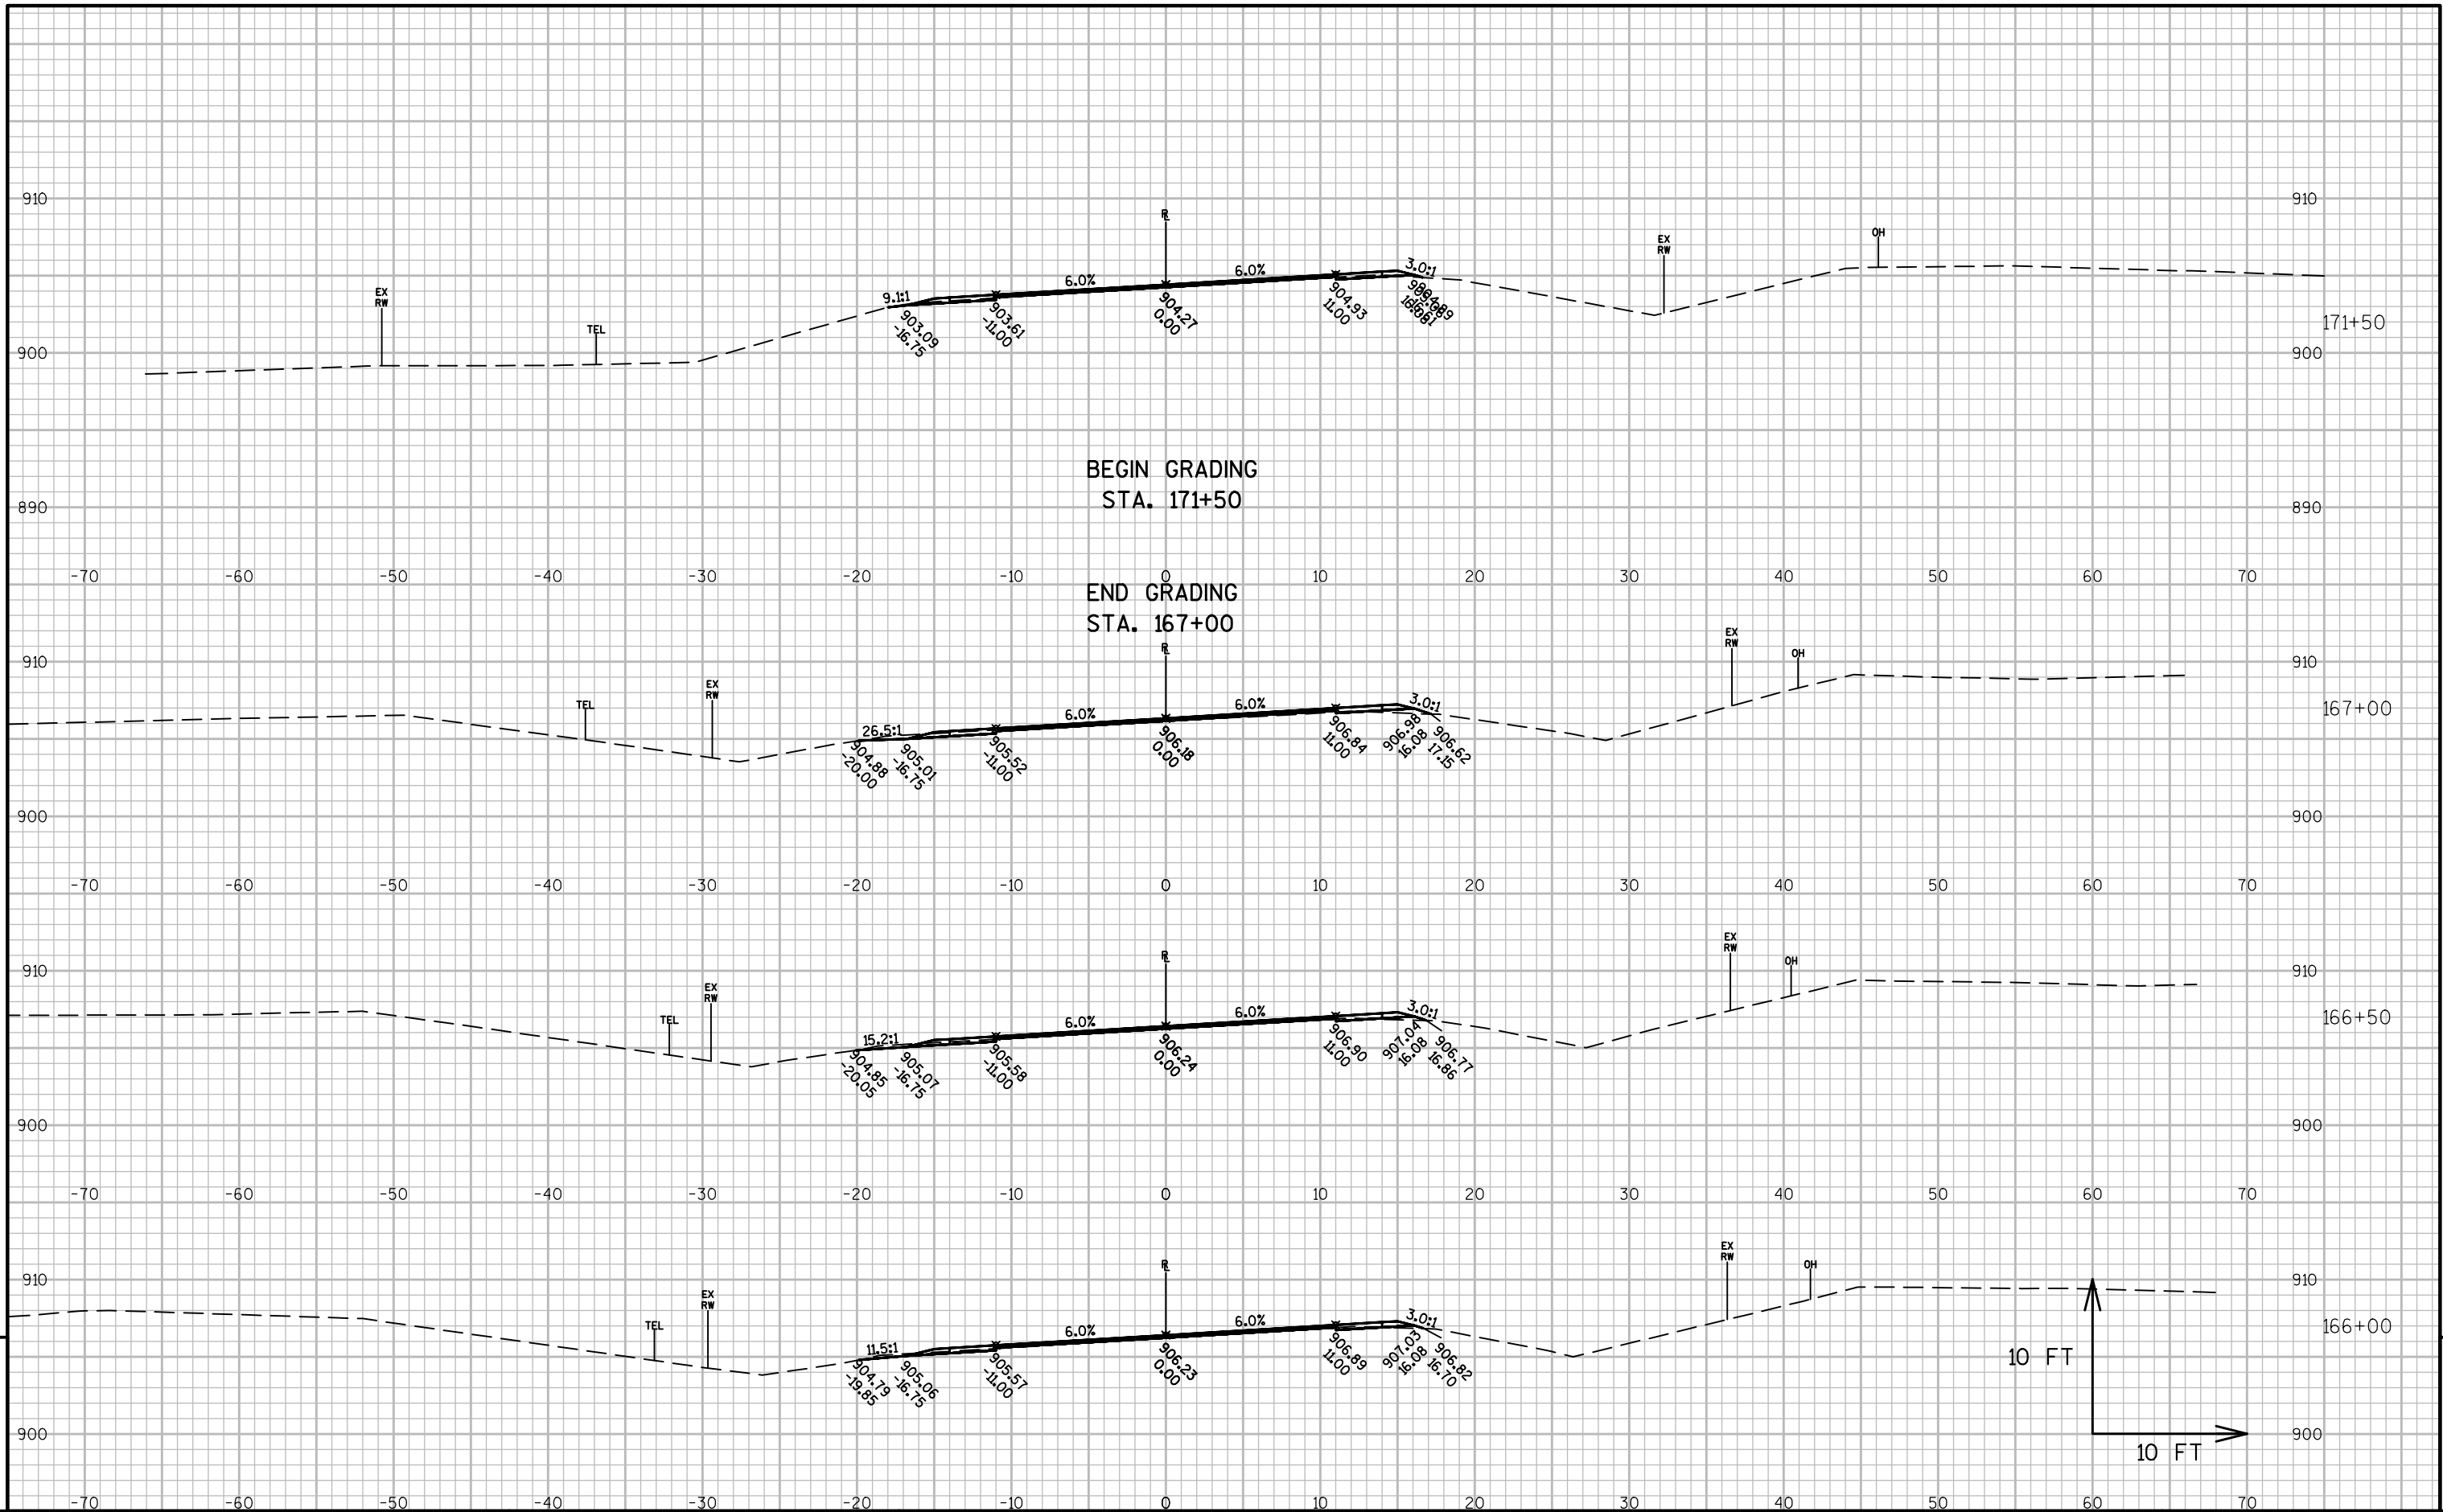 910 910
PL
OH
EX
RW
EX
RW
TEL
9.1:1 6.0% 6.0% 3.0:1
903.09
-16.75
903.61
-11.00
904.27
0.00
904.93
11.00
171+50
900 900
BEGIN GRADING
STA. 171+50
890 890
-70 -60 -50 -40 -30 -20 -10 0 10 20 30 40 50 60 70
END GRADING
STA. 167+00
910 910
PL
EX
RW
OH
EX
RW
TEL
26.5:1 6.0% 6.0% 3.0:1
904.88
-20.00
905.01
-16.75
905.52
-11.00
906.18
0.00
906.84
11.00
906.98
16.08
906.62
17.15
167+00
900 900
-70 -60 -50 -40 -30 -20 -10 0 10 20 30 40 50 60 70
910 910
PL
EX
RW
OH
EX
RW
TEL
15.2:1 6.0% 6.0% 3.0:1
904.85
-20.05
905.07
-16.75
905.58
-11.00
906.24
0.00
906.90
11.00
907.04
16.08
906.77
16.86
166+50
900 900
-70 -60 -50 -40 -30 -20 -10 0 10 20 30 40 50 60 70
910 910
PL
EX
RW
OH
EX
RW
TEL
11.5:1 6.0% 6.0% 3.0:1
904.79
-19.85
905.06
-16.75
905.57
-11.00
906.23
0.00
906.89
11.00
907.03
16.08
906.82
16.70
166+00
10 FT
10 FT
900 900
-70 -60 -50 -40 -30 -20 -10 0 10 20 30 40 50 60 70